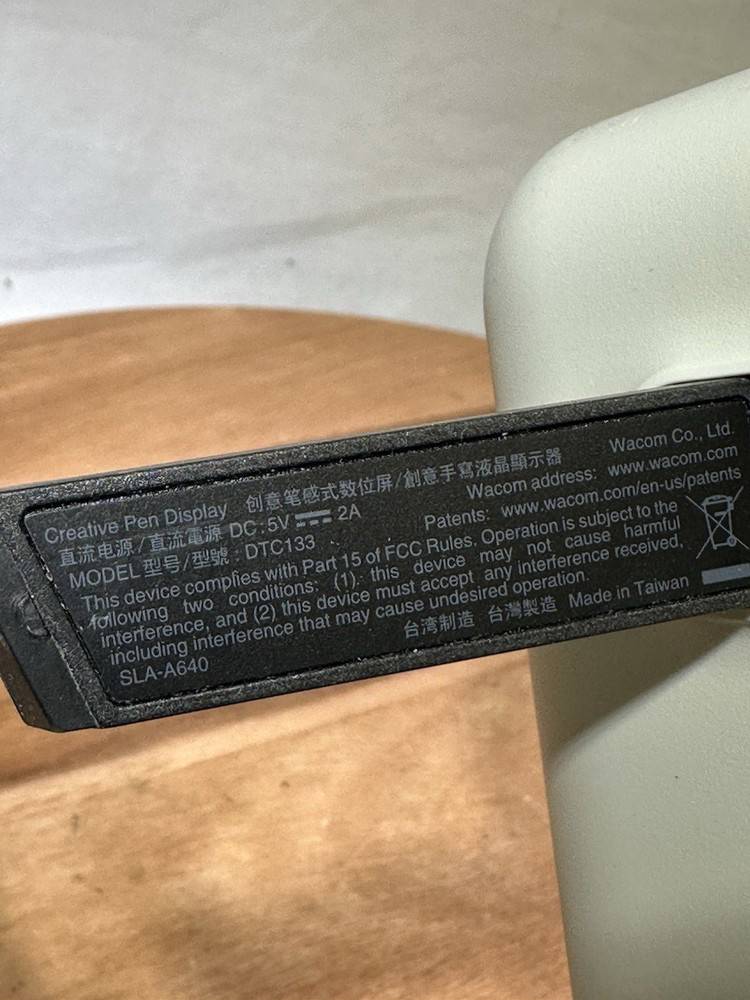 Creative Pen Display 创意笔感式数位屏/創意手寫液晶顯示器
Wacom Co., Ltd.
直流电源/直流電源 DC:5V 2A
Wacom address: www.wacom.com
MODEL 型号/型號: DTC133
Patents: www.wacom.com/en-us/patents
This device complies with Part 15 of FCC Rules. Operation is subject to the
following two conditions: (1) this device may not cause harmful
interference, and (2) this device must accept any interference received,
including interference that may cause undesired operation.
SLA-A640
台湾制造 台灣製造 Made in Taiwan